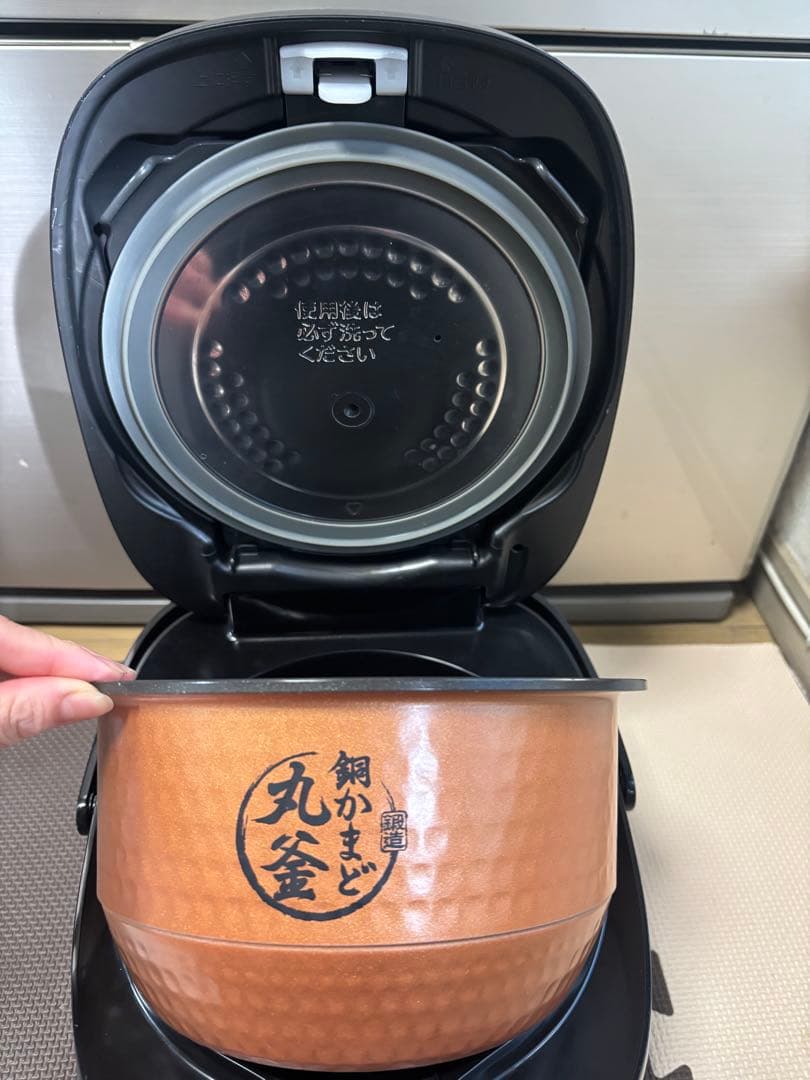 使用後は
必ず洗って
ください
銅かまど
丸釜
鍛造